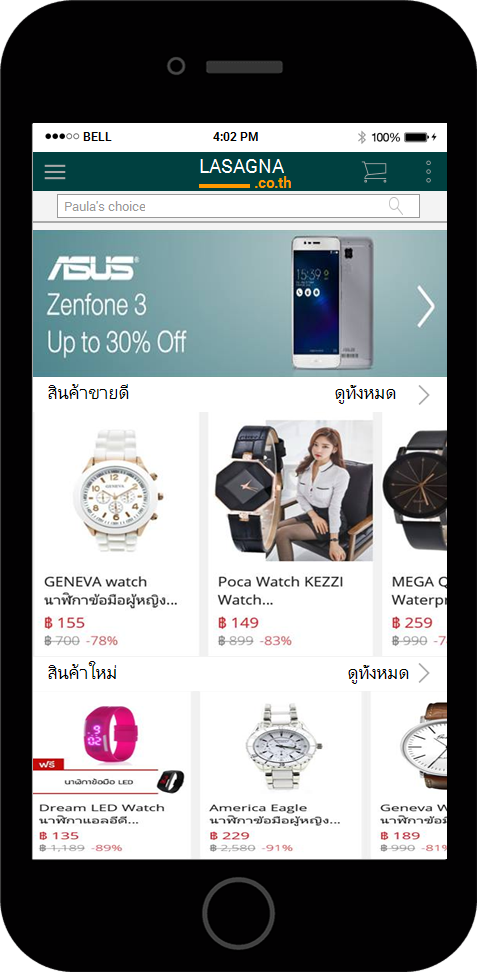 BELL 4:02 PM 100%
LASAGNA
.co.th
Paula's choice
ASUS
Zenfone 3
Up to 30% Off
15:39
สินค้าขายดี ดูทั้งหมด
GENEVA
GENEVA watch
นาฬิกาข้อมือผู้หญิง...
฿ 155
฿ 700 -78%
Poca Watch KEZZI
Watch...
฿ 149
฿ 899 -83%
MEGA Q
Waterpr
฿ 259
฿ 990 -7
สินค้าใหม่ ดูทั้งหมด
ฟรี
นาฬิกาข้อมือ LED
Dream LED Watch
นาฬิกาแอลอีดี...
฿ 135
฿ 1,189 -89%
America Eagle
นาฬิกาข้อมือผู้หญิง...
฿ 229
฿ 2,580 -91%
Geneva W
นาฬิกาข้อมือ
฿ 189
฿ 990 -81%